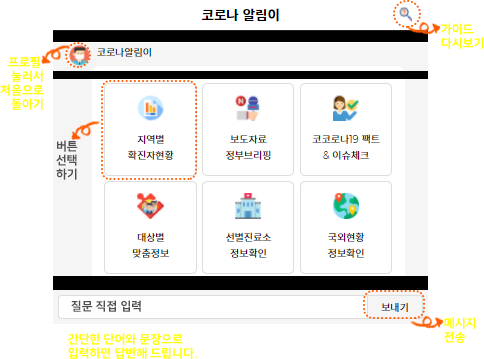 코로나 알림이
가이드
다시보기
코로나알림이
프로필
눌러서
처음으로
돌아가기
버튼
선택
하기
지역별
확진자현황
보도자료
정부브리핑
코코로나19 팩트
& 이슈체크
대상별
맞춤정보
선별진료소
정보확인
국외현황
정보확인
질문 직접 입력
보내기
메시지
전송
간단한 단어와 문장으로
입력하면 답변해 드립니다.